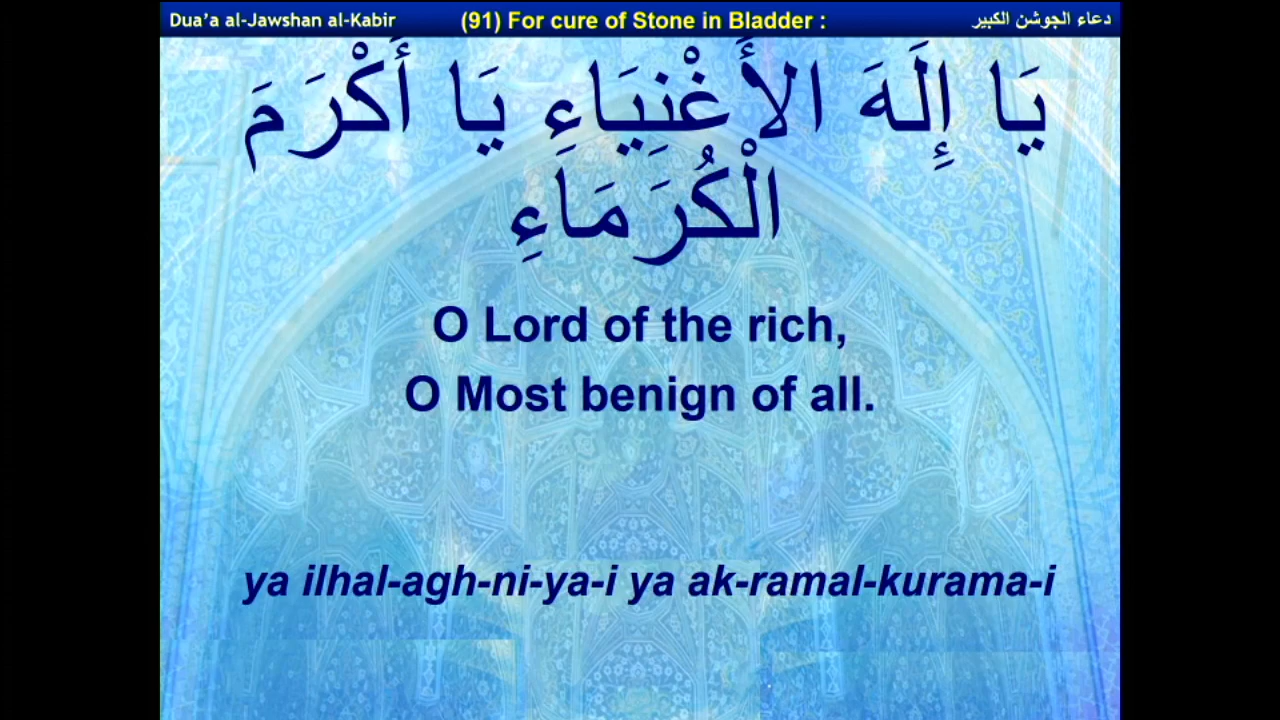 Dua’a al-Jawshan al-Kabir (91) For cure of Stone in Bladder : دعاء الجوشن الكبير
يَا إِلَهَ الأَغْنِيَاءِ يَا أَكْرَمَ
الْكُرَمَاءِ
O Lord of the rich,
O Most benign of all.
ya ilhal-agh-ni-ya-i ya ak-ramal-kurama-i